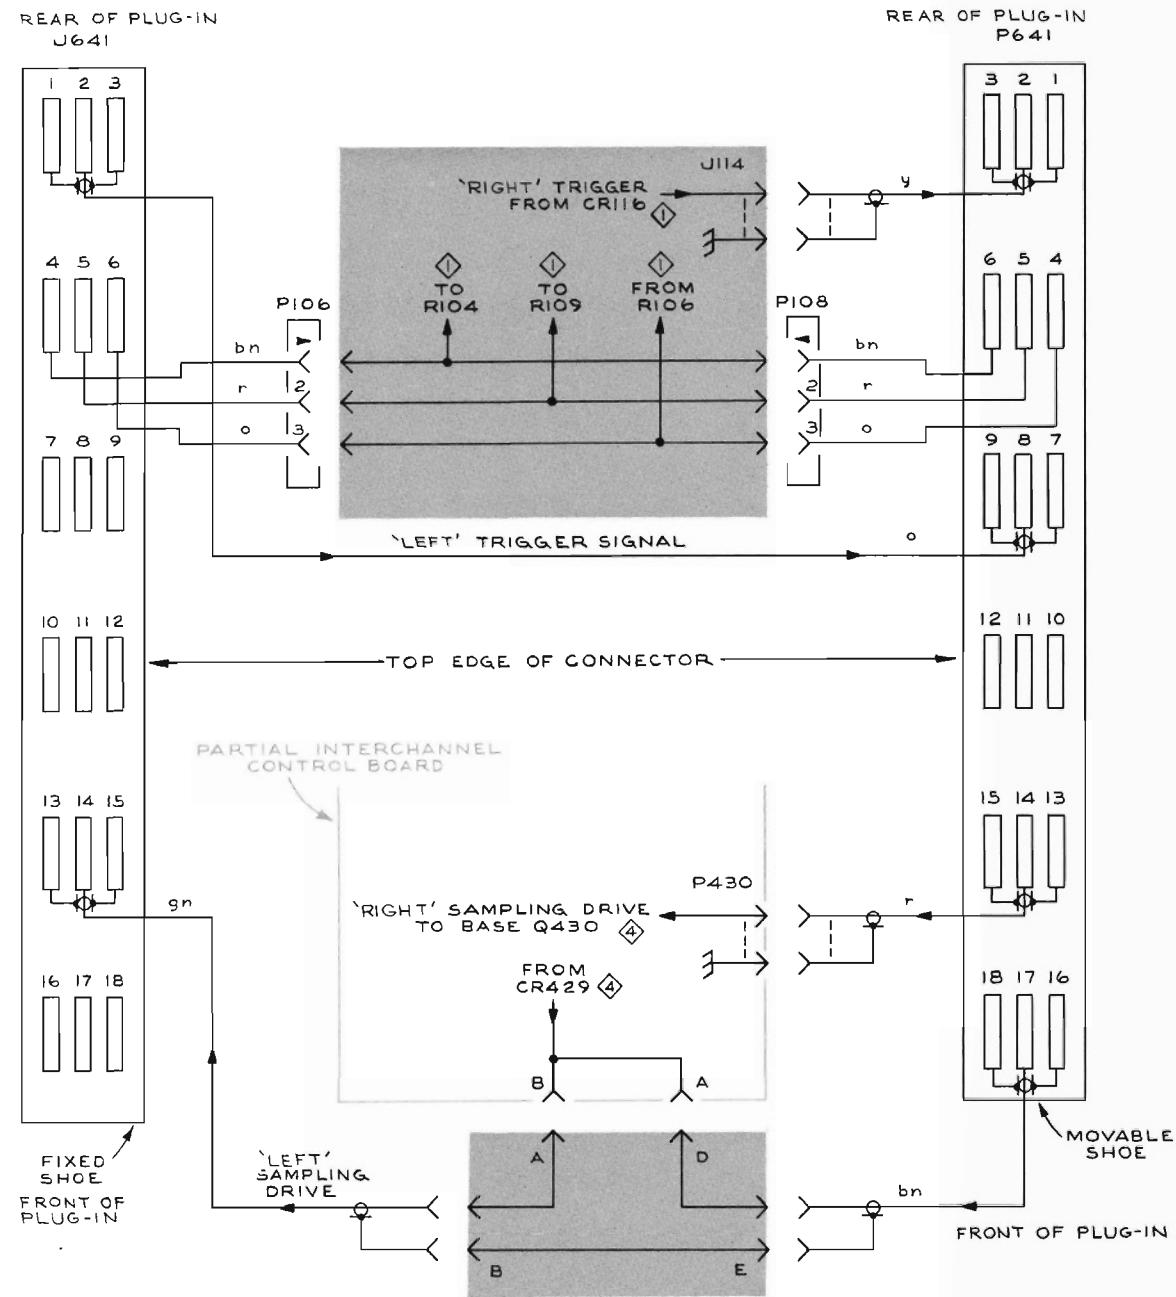 REAR OF PLUG-IN
J641
REAR OF PLUG-IN
P641
1 2 3
3 2 1
J114
'RIGHT' TRIGGER
FROM CR116
1
y
4 5 6
6 5 4
1 1 1
TO
R104
TO
R109
FROM
R106
P106
P108
bn
bn
r
2
2
r
o
3
3
o
7 8 9
9 8 7
'LEFT' TRIGGER SIGNAL
o
10 11 12
12 11 10
TOP EDGE OF CONNECTOR
PARTIAL INTERCHANNEL
CONTROL BOARD
13 14 15
15 14 13
P430
gn
'RIGHT' SAMPLING DRIVE
TO BASE Q430
4
r
FROM
CR429
4
16 17 18
18 17 16
B
A
FIXED
SHOE
FRONT OF
PLUG-IN
'LEFT'
SAMPLING
DRIVE
A
D
MOVABLE
SHOE
bn
FRONT OF PLUG-IN
B
E